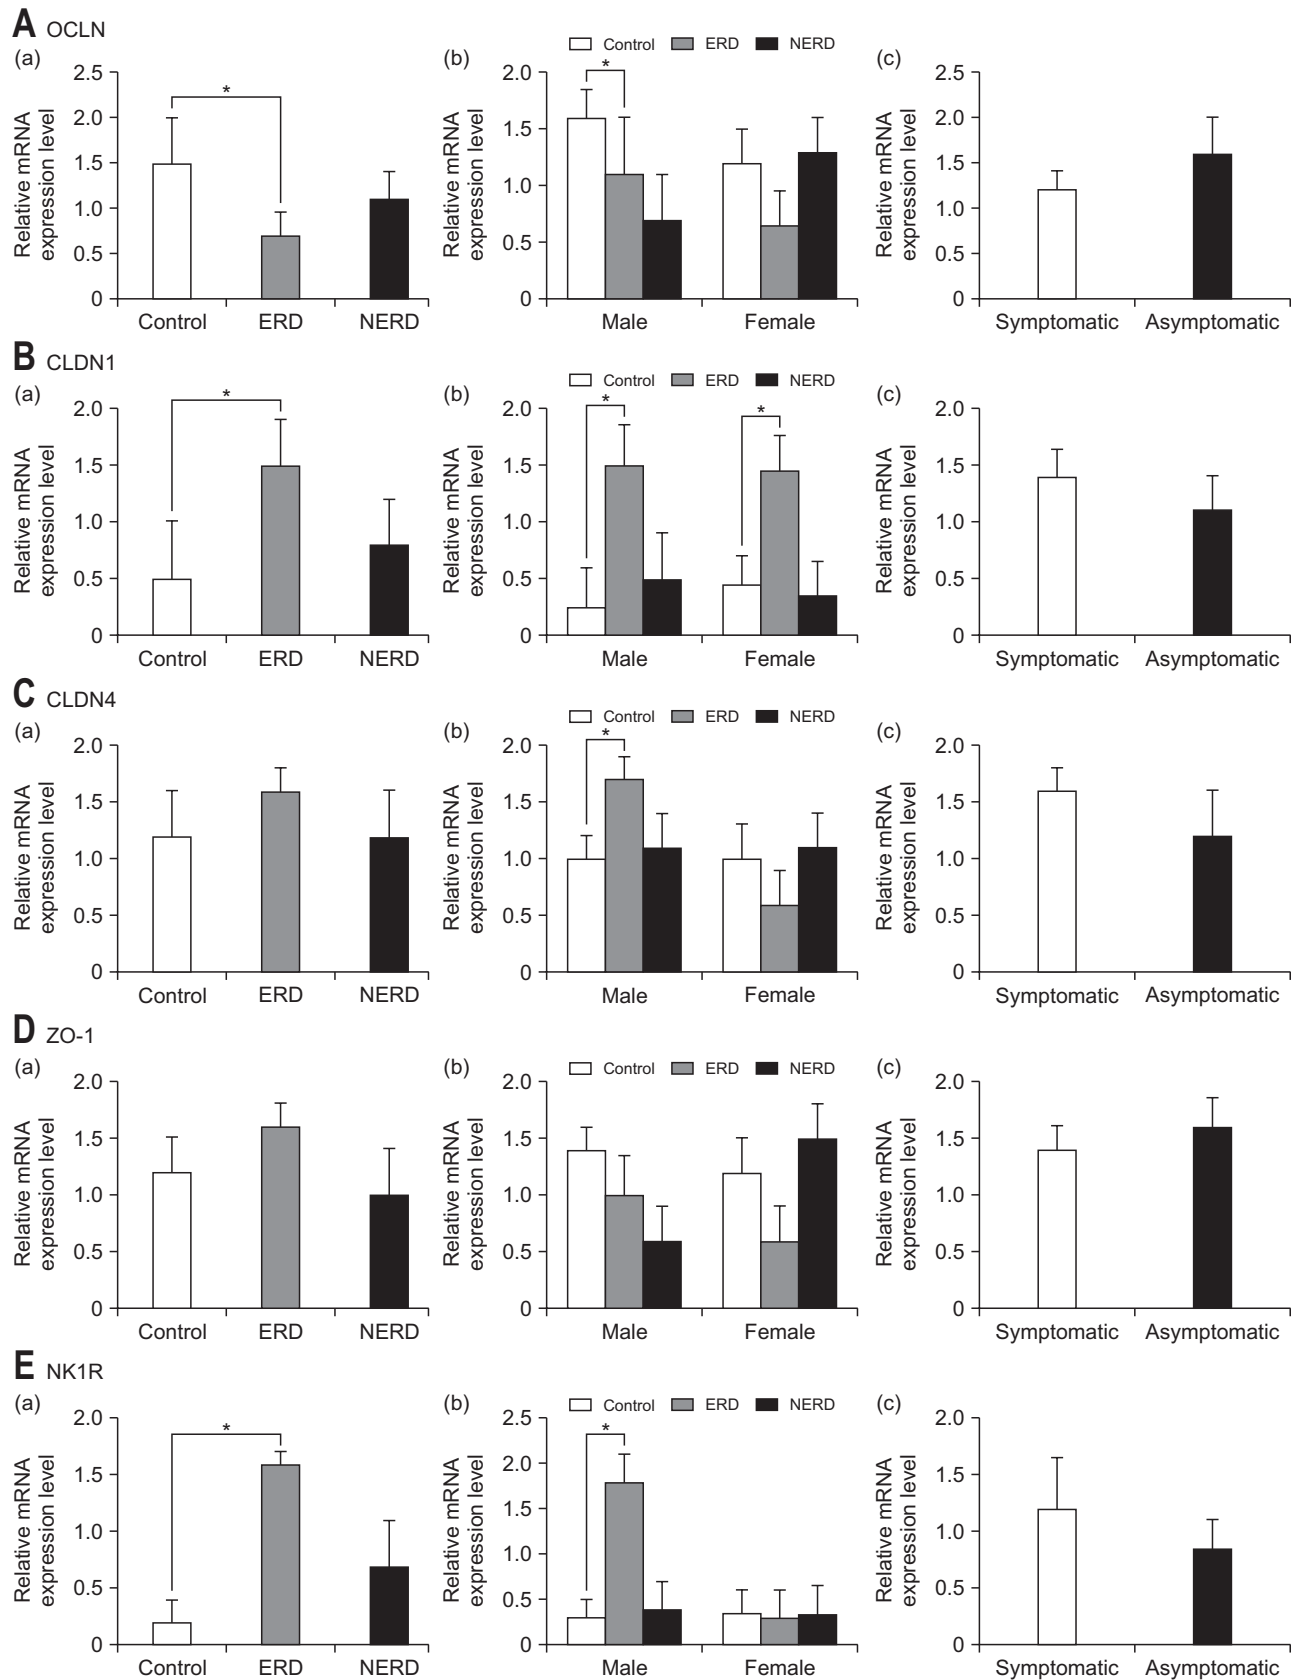 A OCLN
(a)
Relative mRNA
expression level
2.5
2.0
1.5
1.0
0.5
0
*
Control ERD NERD
(b)
Control ERD NERD
Relative mRNA
expression level
2.0
1.5
1.0
0.5
0
*
Male Female
(c)
Relative mRNA
expression level
2.5
2.0
1.5
1.0
0.5
0
Symptomatic Asymptomatic
B CLDN1
(a)
Relative mRNA
expression level
2.0
1.5
1.0
0.5
0
*
Control ERD NERD
(b)
Control ERD NERD
Relative mRNA
expression level
2.0
1.5
1.0
0.5
0
* *
Male Female
(c)
Relative mRNA
expression level
2.0
1.5
1.0
0.5
0
Symptomatic Asymptomatic
C CLDN4
(a)
Relative mRNA
expression level
2.0
1.5
1.0
0.5
0
Control ERD NERD
(b)
Control ERD NERD
Relative mRNA
expression level
2.0
1.5
1.0
0.5
0
*
Male Female
(c)
Relative mRNA
expression level
2.0
1.5
1.0
0.5
0
Symptomatic Asymptomatic
D ZO-1
(a)
Relative mRNA
expression level
2.0
1.5
1.0
0.5
0
Control ERD NERD
(b)
Control ERD NERD
Relative mRNA
expression level
2.0
1.5
1.0
0.5
0
Male Female
(c)
Relative mRNA
expression level
2.0
1.5
1.0
0.5
0
Symptomatic Asymptomatic
E NK1R
(a)
Relative mRNA
expression level
2.0
1.5
1.0
0.5
0
*
Control ERD NERD
(b)
Control ERD NERD
Relative mRNA
expression level
2.5
2.0
1.5
1.0
0.5
0
*
Male Female
(c)
Relative mRNA
expression level
2.0
1.5
1.0
0.5
0
Symptomatic Asymptomatic